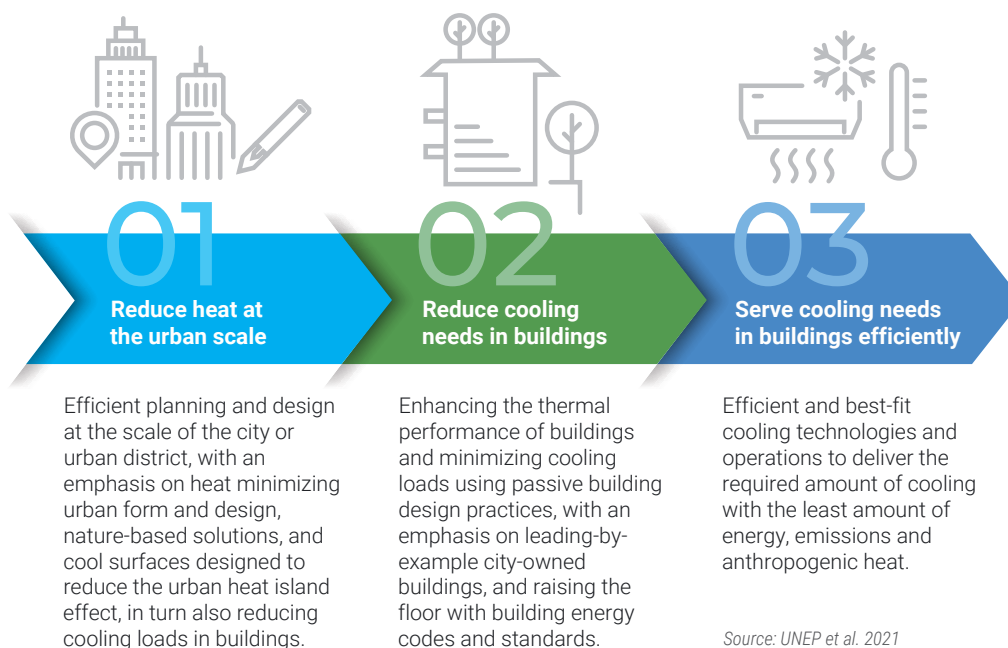 01
Reduce heat at
the urban scale
Efficient planning and design
at the scale of the city or
urban district, with an
emphasis on heat minimizing
urban form and design,
nature-based solutions, and
cool surfaces designed to
reduce the urban heat island
effect, in turn also reducing
cooling loads in buildings.
02
Reduce cooling
needs in buildings
Enhancing the thermal
performance of buildings
and minimizing cooling
loads using passive building
design practices, with an
emphasis on leading-by-
example city-owned
buildings, and raising the
floor with building energy
codes and standards.
03
Serve cooling needs
in buildings efficiently
Efficient and best-fit
cooling technologies and
operations to deliver the
required amount of cooling
with the least amount of
energy, emissions and
anthropogenic heat.
Source: UNEP et al. 2021